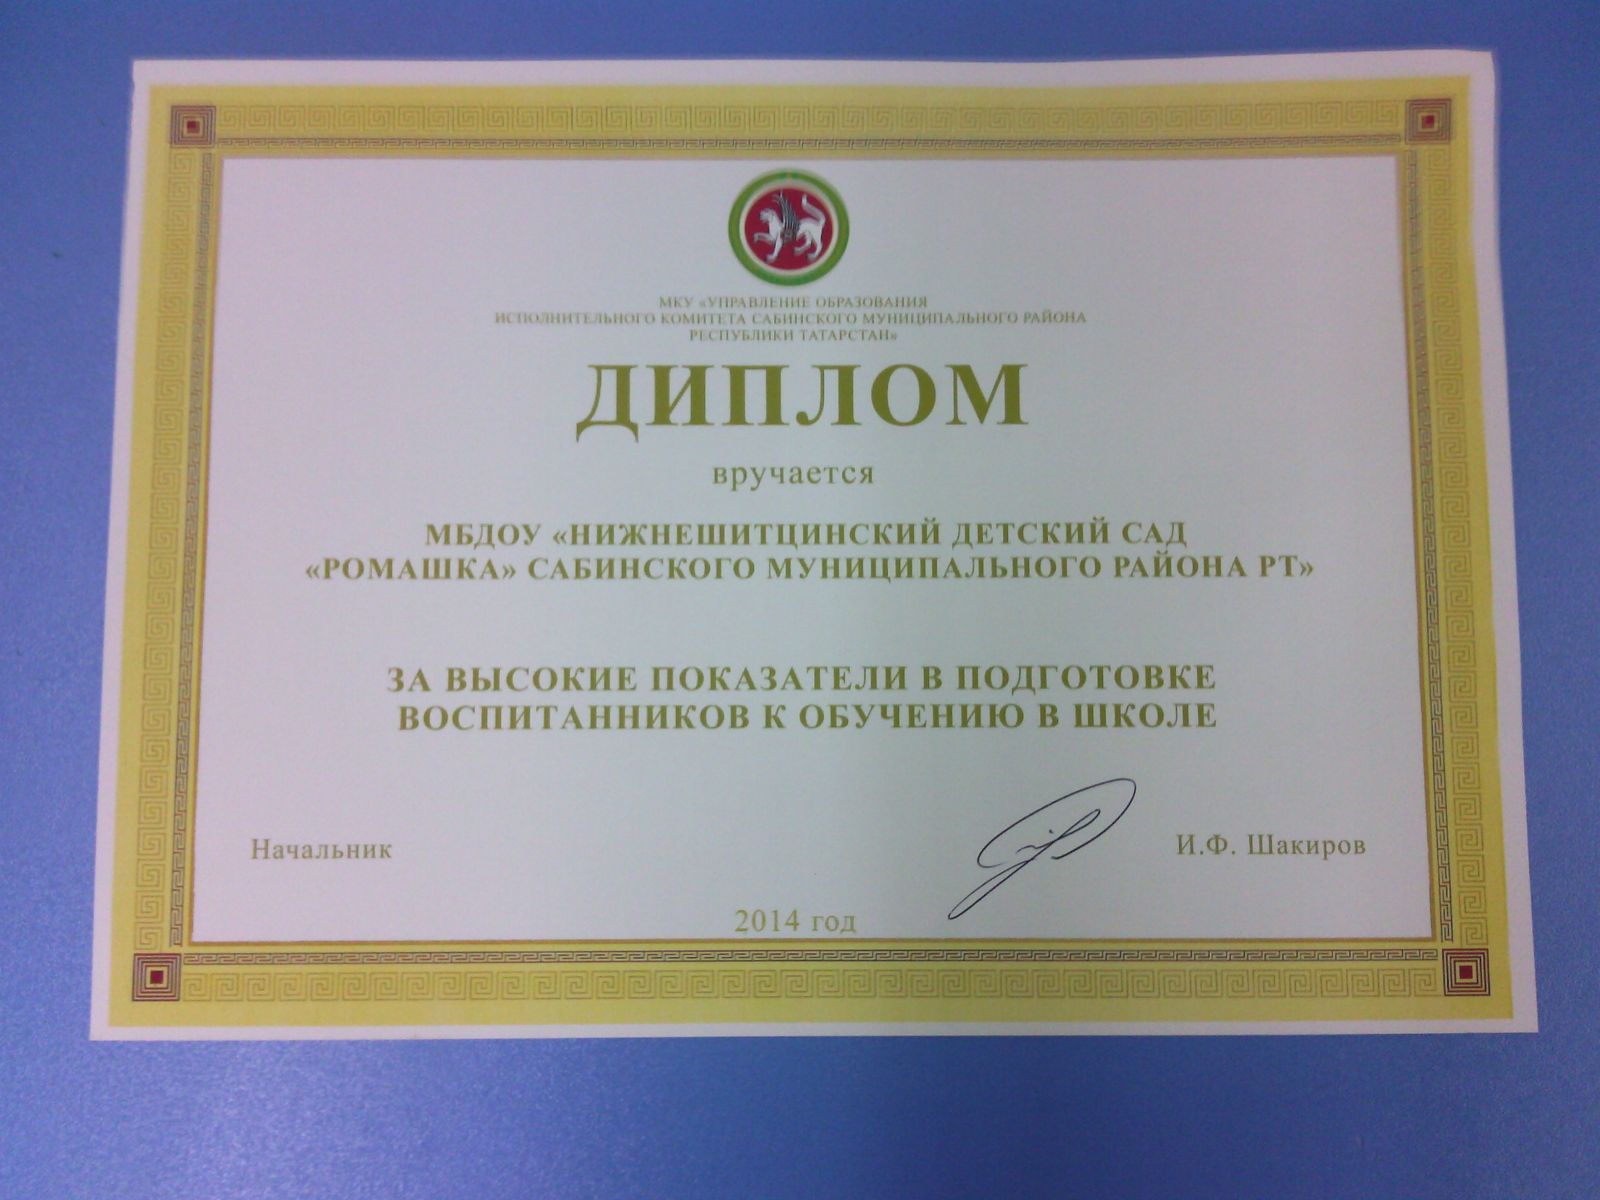 МКУ «УПРАВЛЕНИЕ ОБРАЗОВАНИЯ
ИСПОЛНИТЕЛЬНОГО КОМИТЕТА САБИНСКОГО МУНИЦИПАЛЬНОГО РАЙОНА
РЕСПУБЛИКИ ТАТАРСТАН»
ДИПЛОМ
вручается
МБДОУ «НИЖНЕШИТЦИНСКИЙ ДЕТСКИЙ САД
«РОМАШКА» САБИНСКОГО МУНИЦИПАЛЬНОГО РАЙОНА РТ»
ЗА ВЫСОКИЕ ПОКАЗАТЕЛИ В ПОДГОТОВКЕ
ВОСПИТАННИКОВ К ОБУЧЕНИЮ В ШКОЛЕ
Начальник И.Ф. Шакиров
2014 год